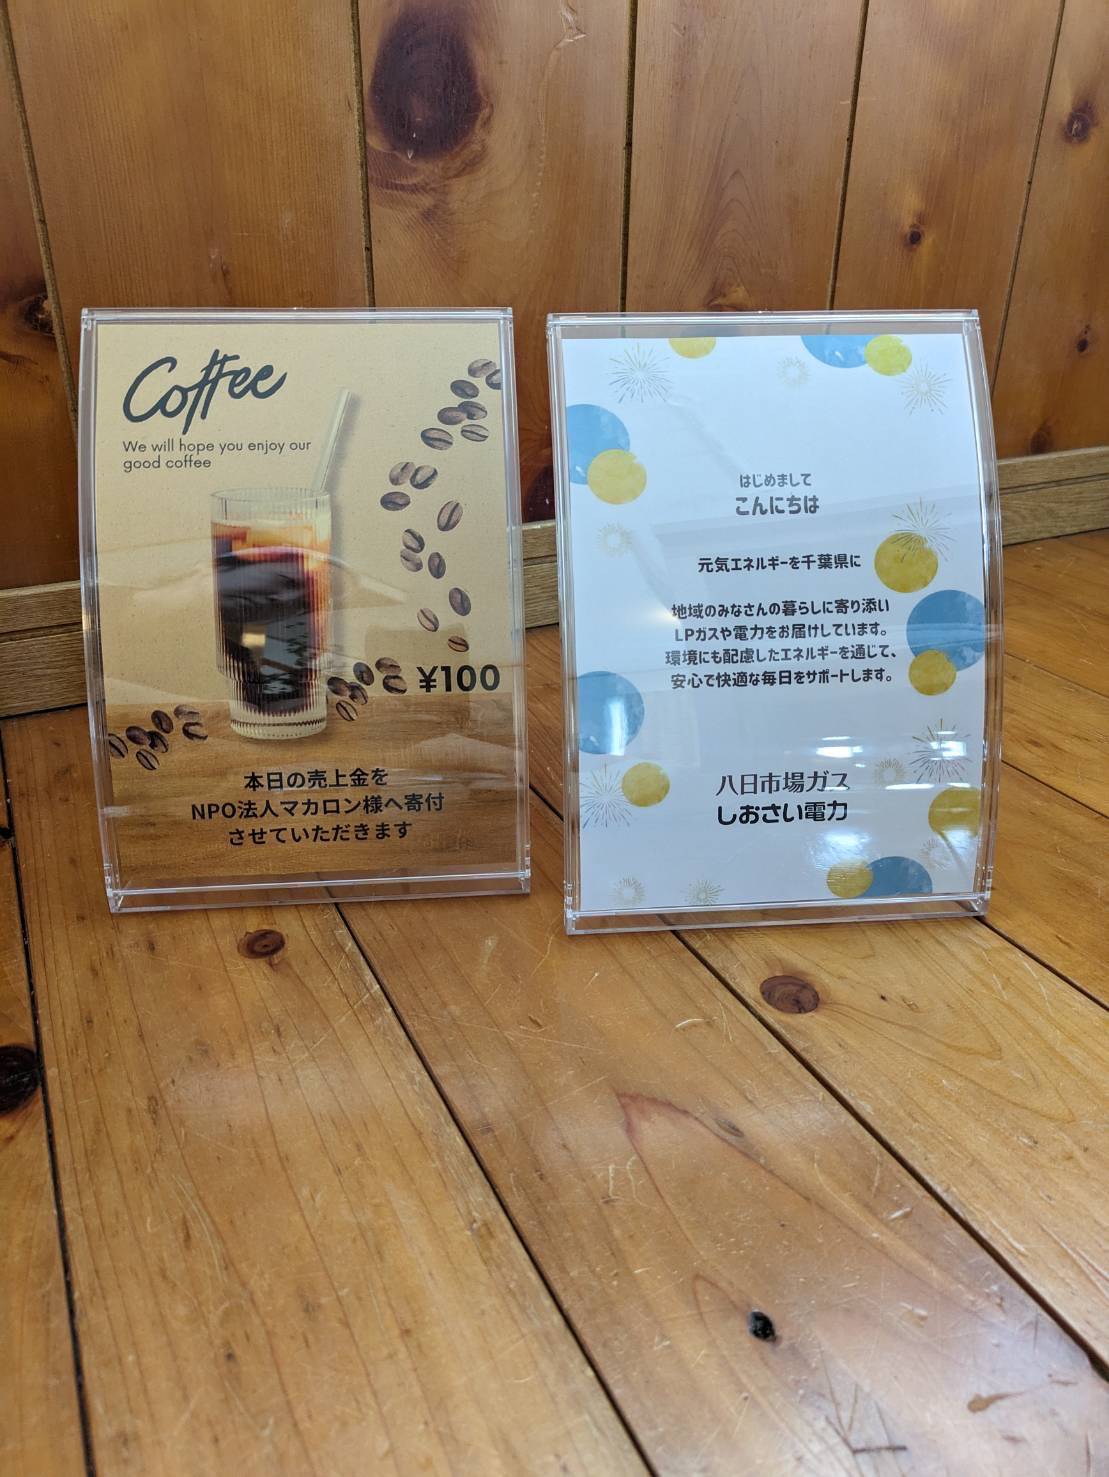 Coffee
We will hope you enjoy our
good coffee
¥100
本日の売上金を
NPO法人マカロン様へ寄付
させていただきます
はじめまして
こんにちは
元気エネルギーを千葉県に
地域のみなさんの暮らしに寄り添い
LPガスや電力をお届けしています。
環境にも配慮したエネルギーを通じて、
安心で快適な毎日をサポートします。
八日市場ガス
しおさい電力